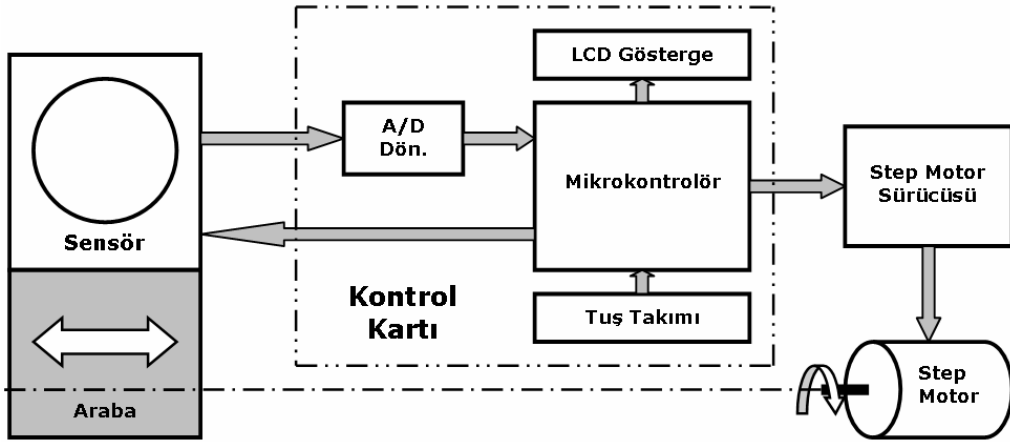 LCD Gösterge
A/D
Dön.
Mikrokontrolör
Step Motor
Sürücüsü
Sensör
Kontrol
Kartı
Tuş Takımı
Araba
Step
Motor